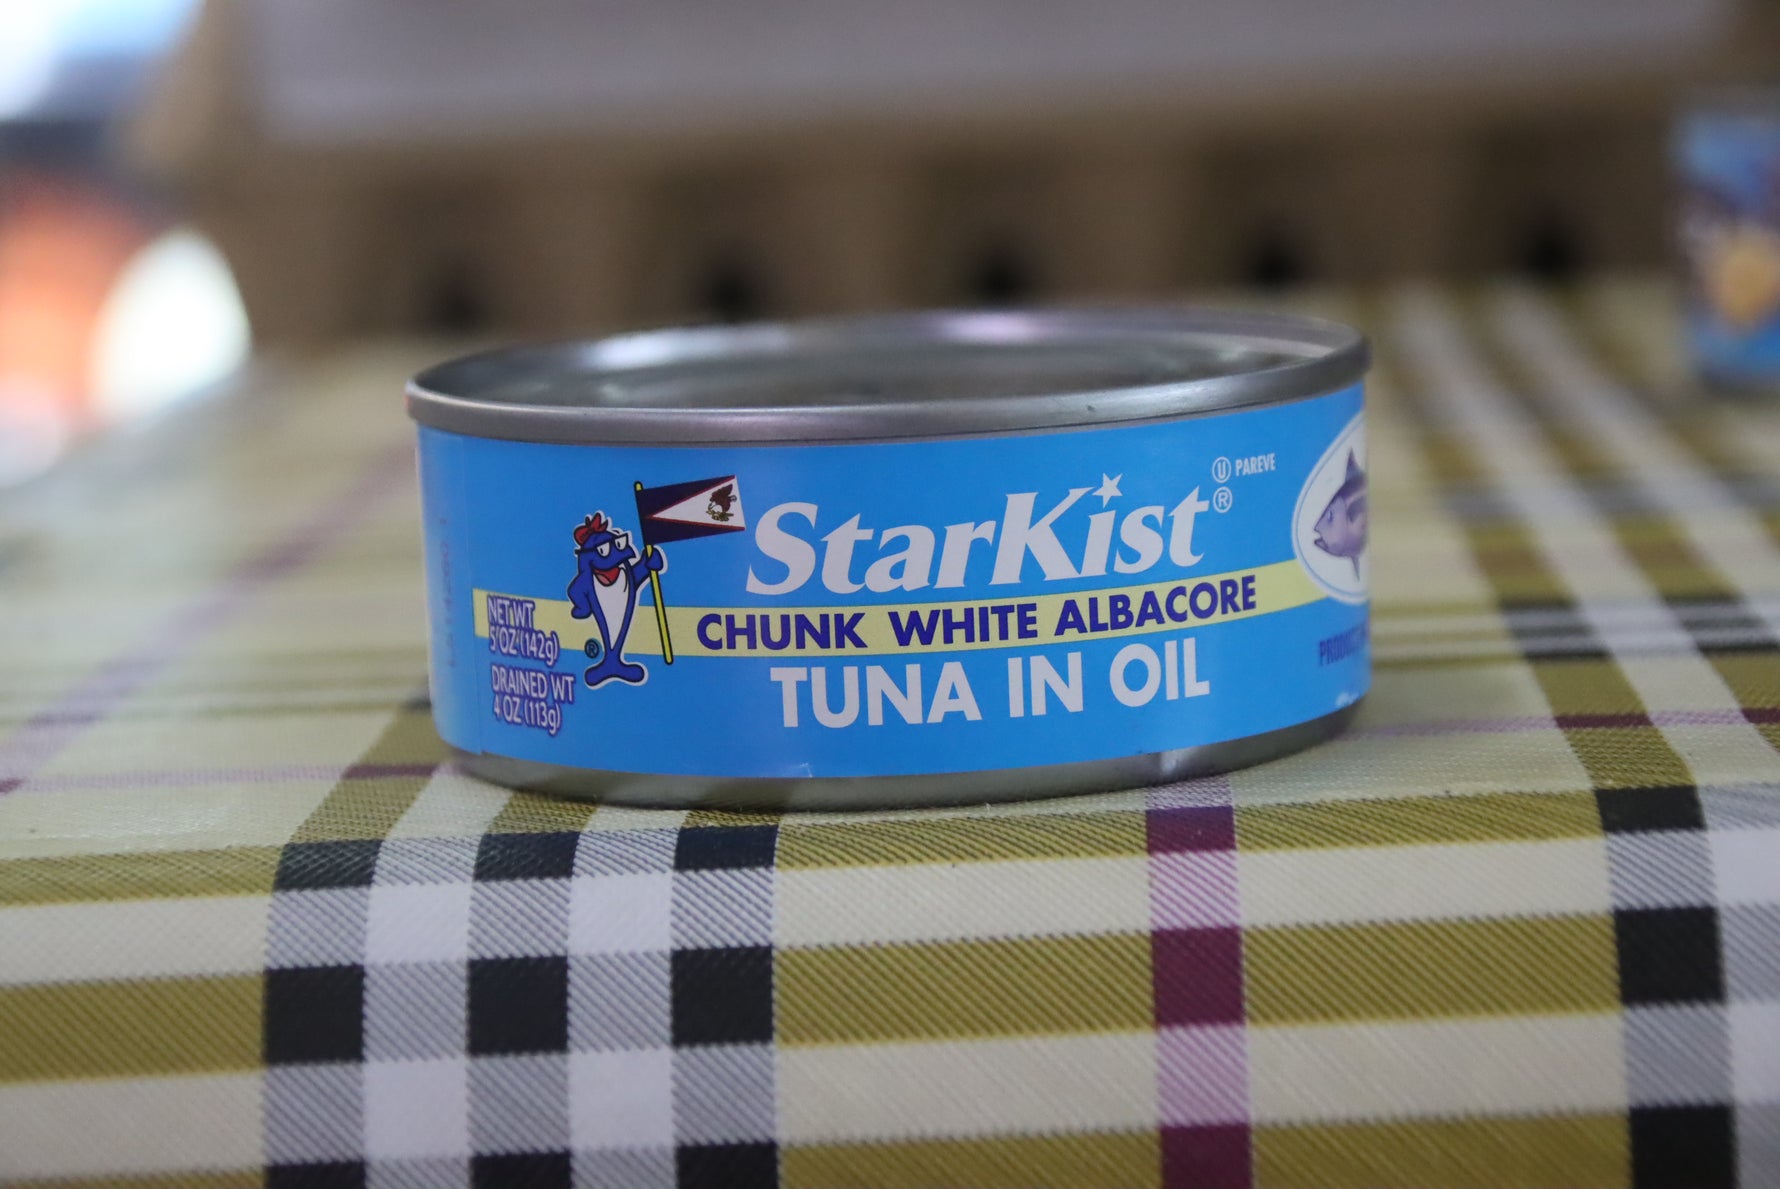 StarKist®
Ⓤ PAREVE
CHUNK WHITE ALBACORE
TUNA IN OIL
NET WT
5 OZ (142g)
DRAINED WT
4 OZ (113g)
®